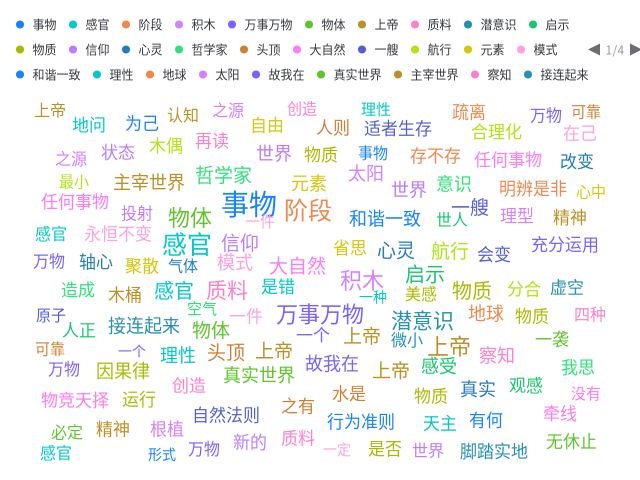 事物 感官 阶段 积木 万事万物 物体 上帝 质料 潜意识 启示
物质 信仰 心灵 哲学家 头顶 大自然 一艘 航行 元素 模式 1/4
和谐一致 理性 地球 太阳 故我在 真实世界 主宰世界 察知 接连起来
上帝 之源 创造 理性 疏离 万物 可靠
地问 为己 认知 自由 人则 适者生存 合理化 在己
之源 状态 木偶 再读 世界 物质 事物 存不存 任何事物 改变
最小 主宰世界 哲学家 元素 太阳 世界 意识 明辨是非 心中
任何事物 投射 物体 事物 一件 阶段 和谐一致 世人 一艘 理型 精神
感官 永恒不变 感官 信仰 省思 心灵 航行 会变 充分运用
万物 轴心 聚散 气体 模式 大自然 积木 启示
造成 木桶 感官 质料 是错 一种 美感 物质 分合 虚空
原子 人正 接连起来 空气 物体 一件 万事万物 潜意识 地球 物质 四种
可靠 一个 理性 头顶 上帝 一个 上帝 微小 上帝 察知 一袭
万物 因果律 真实世界 故我在 上帝 感受 我思
物竞天择 运行 创造 水是 物质 真实 观感 没有
自然法则 之有 行为准则 天主 有何 牵线
必定 精神 根植 质料 无休止
感官 形式 万物 新的 一定 是否 世界 脚踏实地